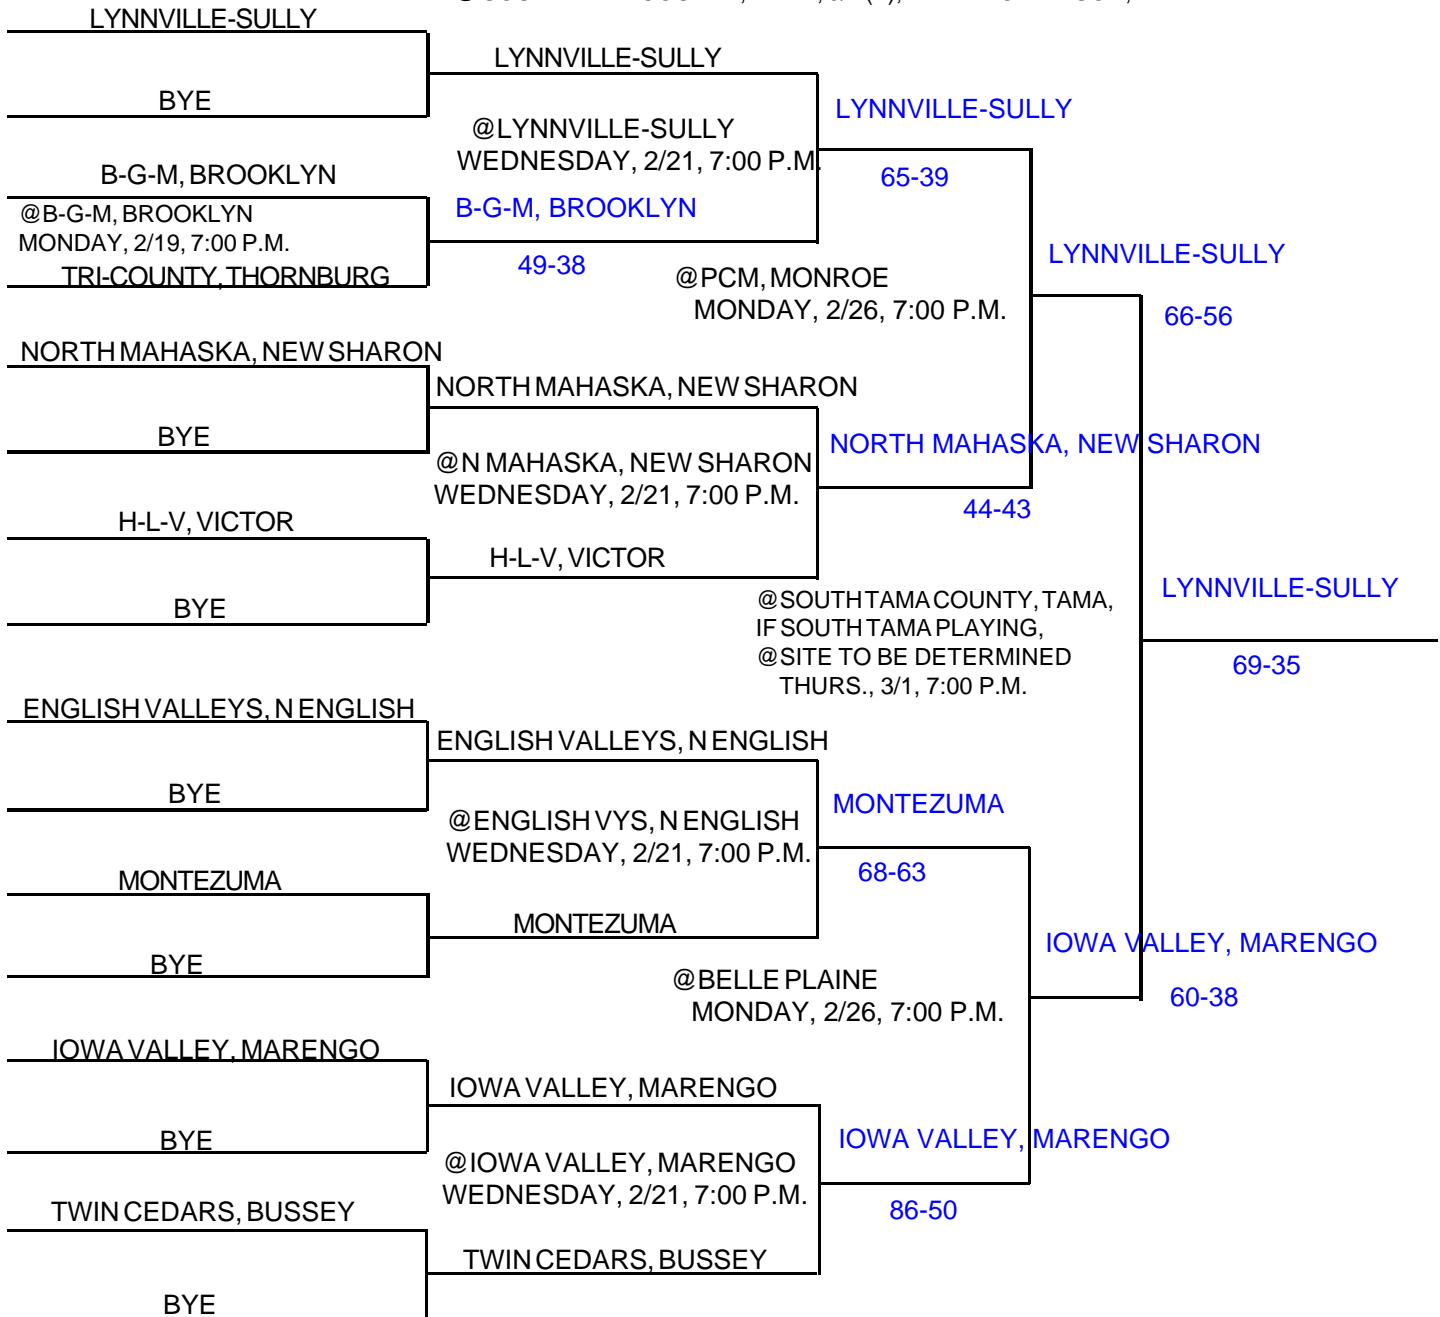 LYNNVILLE-SULLY
LYNNVILLE-SULLY
BYE
LYNNVILLE-SULLY
@LYNNVILLE-SULLY
WEDNESDAY, 2/21, 7:00 P.M.
65-39
B-G-M, BROOKLYN
@B-G-M, BROOKLYN
MONDAY, 2/19, 7:00 P.M.
B-G-M, BROOKLYN
TRI-COUNTY, THORNBURG
49-38
LYNNVILLE-SULLY
@PCM, MONROE
MONDAY, 2/26, 7:00 P.M.
66-56
NORTH MAHASKA, NEW SHARON
NORTH MAHASKA, NEW SHARON
BYE
NORTH MAHASKA, NEW SHARON
@N MAHASKA, NEW SHARON
WEDNESDAY, 2/21, 7:00 P.M.
44-43
H-L-V, VICTOR
H-L-V, VICTOR
BYE
LYNNVILLE-SULLY
@SOUTH TAMA COUNTY, TAMA,
IF SOUTH TAMA PLAYING,
@SITE TO BE DETERMINED
THURS., 3/1, 7:00 P.M.
69-35
ENGLISH VALLEYS, N ENGLISH
ENGLISH VALLEYS, N ENGLISH
BYE
MONTEZUMA
@ENGLISH VYS, N ENGLISH
WEDNESDAY, 2/21, 7:00 P.M.
68-63
MONTEZUMA
MONTEZUMA
BYE
IOWA VALLEY, MARENGO
@BELLE PLAINE
MONDAY, 2/26, 7:00 P.M.
60-38
IOWA VALLEY, MARENGO
IOWA VALLEY, MARENGO
BYE
IOWA VALLEY, MARENGO
@IOWA VALLEY, MARENGO
WEDNESDAY, 2/21, 7:00 P.M.
86-50
TWIN CEDARS, BUSSEY
TWIN CEDARS, BUSSEY
BYE